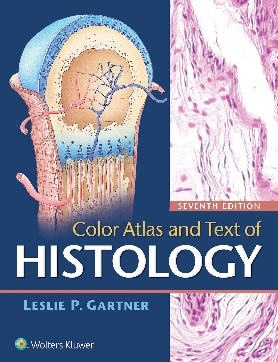 SEVENTH EDITION
Color Atlas and Text of
HISTOLOGY
LESLIE P. GARTNER
Wolters Kluwer